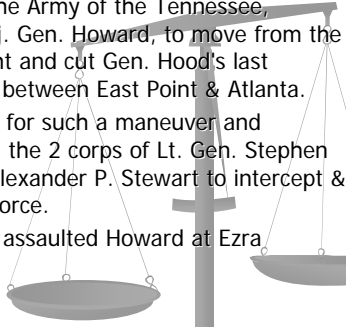 he Army of the Tennessee,
j. Gen. Howard, to move from the
nt and cut Gen. Hood's last
between East Point & Atlanta.
for such a maneuver and
the 2 corps of Lt. Gen. Stephen
lexander P. Stewart to intercept &
orce.
assaulted Howard at Ezra